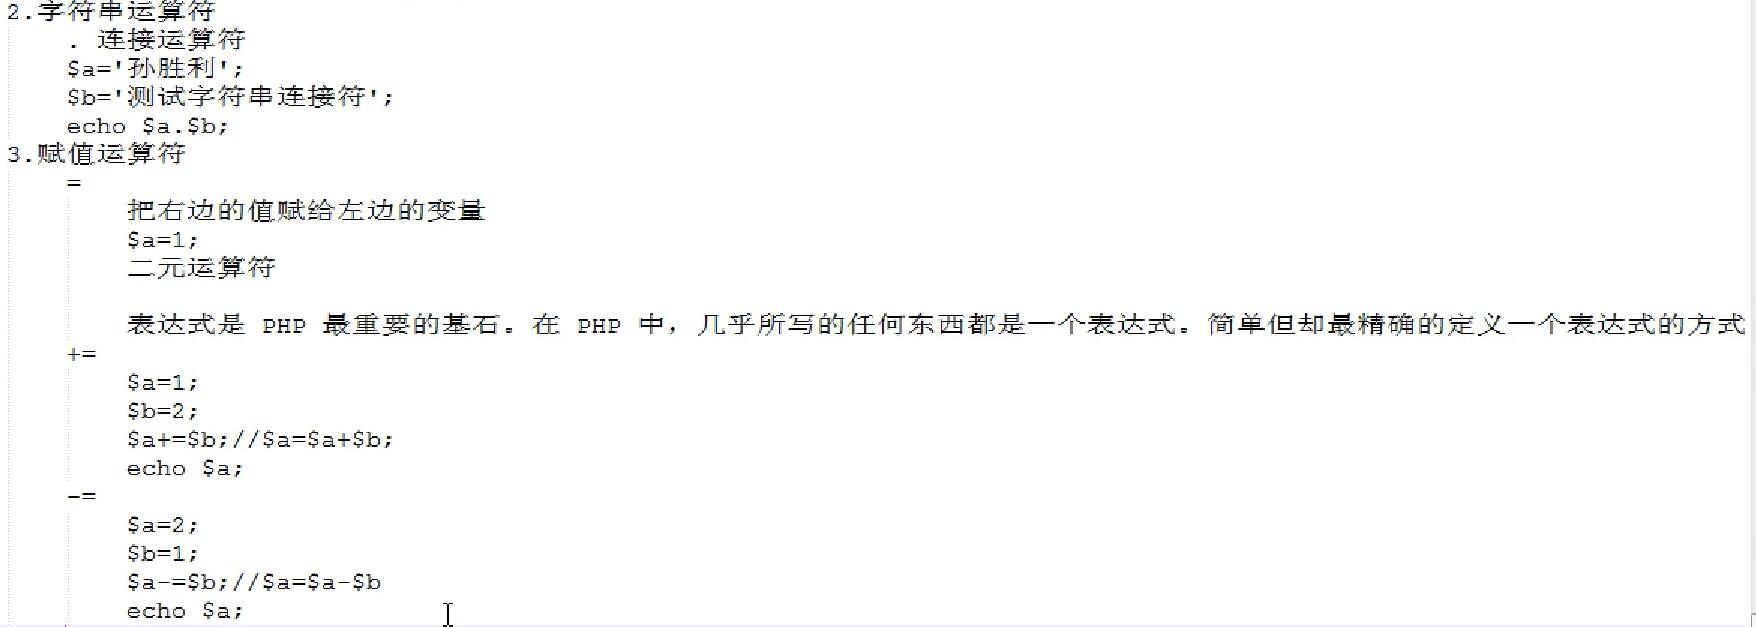 2.字符串运算符
. 连接运算符
$a='孙胜利';
$b='测试字符串连接符';
echo $a.$b;
3.赋值运算符
=
把右边的值赋给左边的变量
$a=1;
二元运算符
表达式是 PHP 最重要的基石。在 PHP 中，几乎所写的任何东西都是一个表达式。简单但却最精确的定义一个表达式的方式
+=
$a=1;
$b=2;
$a+=$b;//$a=$a+$b;
echo $a;
-=
$a=2;
$b=1;
$a-=$b;//$a=$a-$b
echo $a;